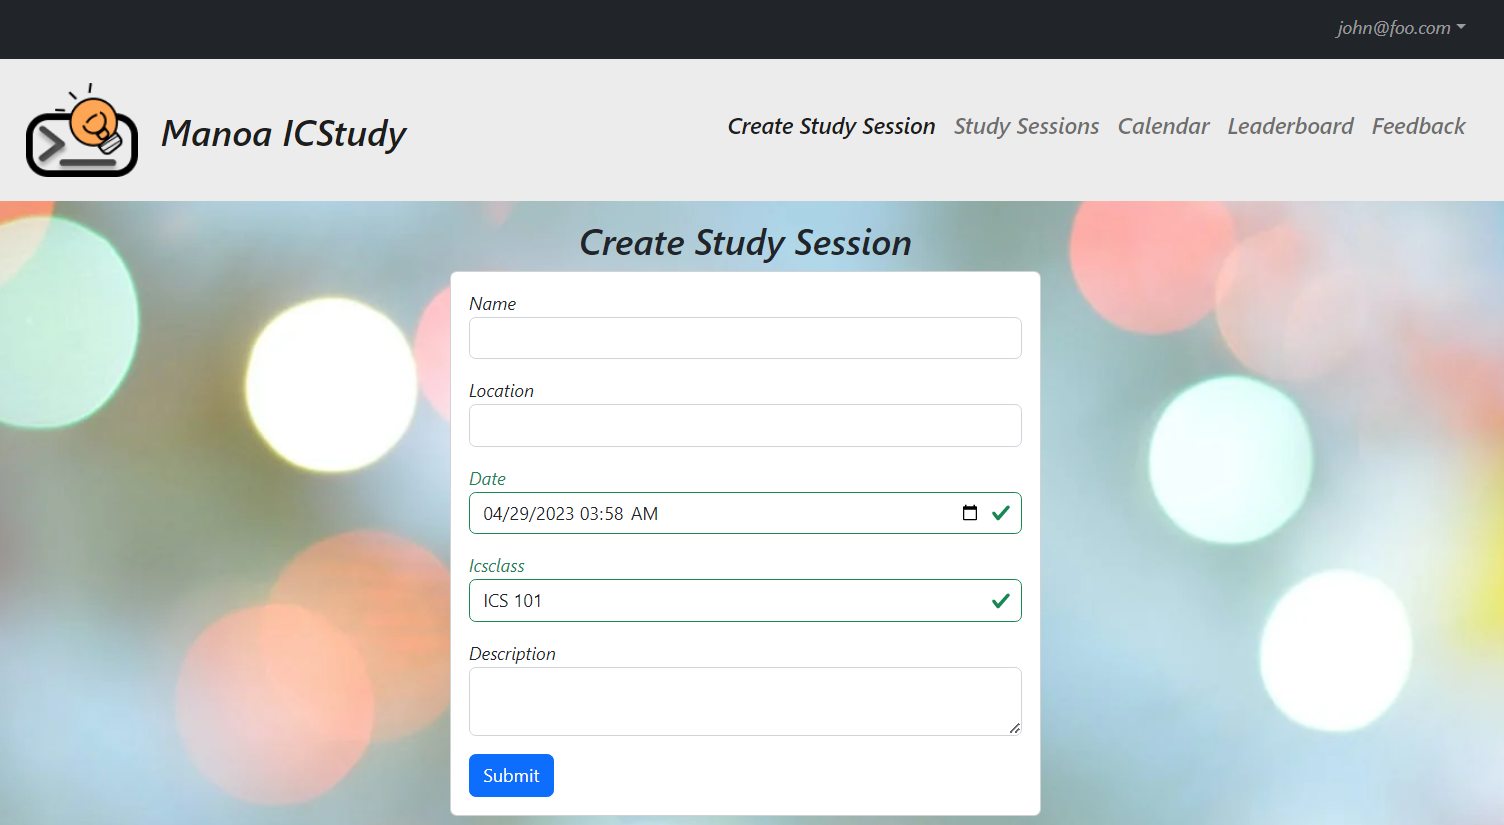 john@foo.com
Manoa ICStudy
Create Study Session Study Sessions Calendar Leaderboard Feedback
Create Study Session
Name
Location
Date
04/29/2023 03:58 AM
Icsclass
ICS 101
Description
Submit